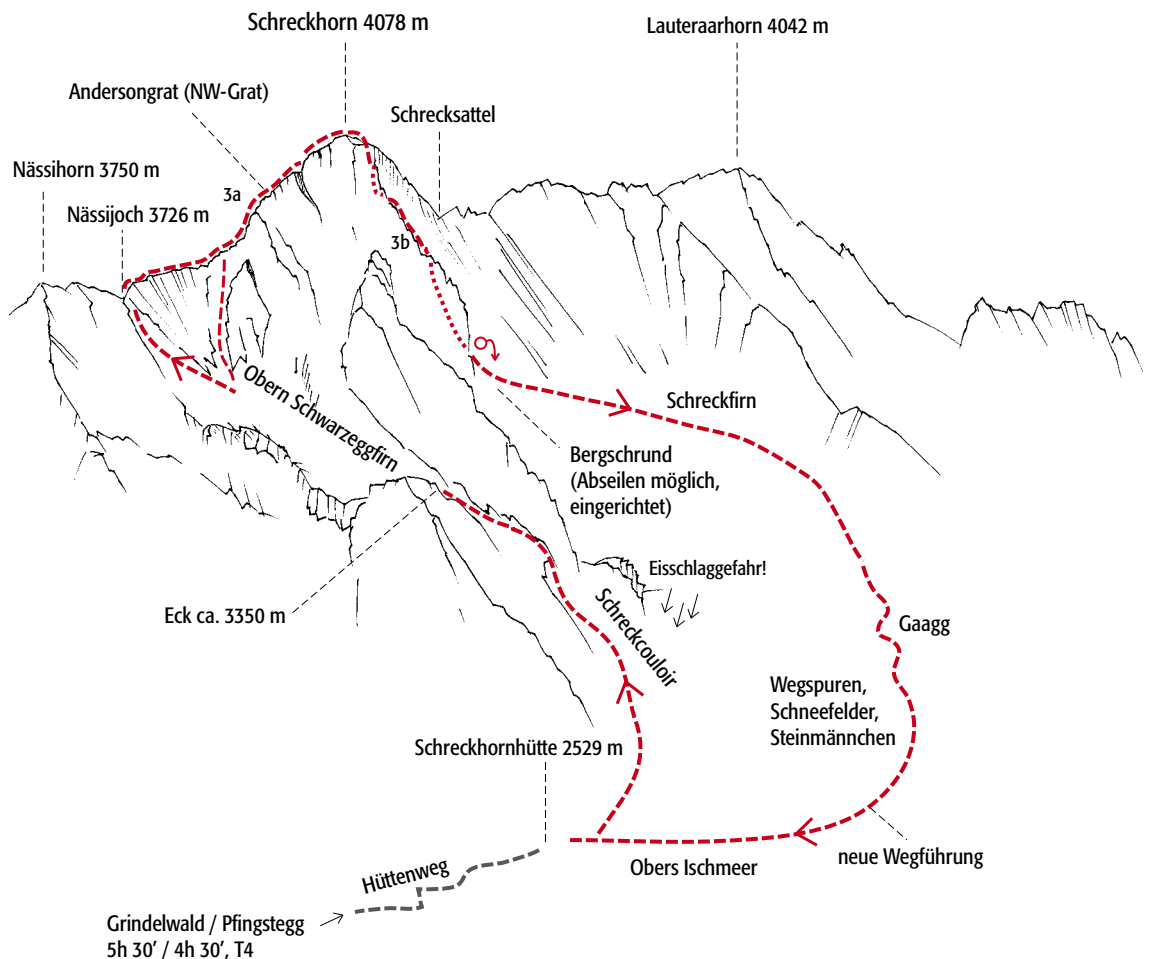 Schreckhorn 4078 m
Lauteraarhorn 4042 m
Andersongrat (NW-Grat)
Schrecksattel
Nässihorn 3750 m
3a
Nässijoch 3726 m
3b
Obern Schwarzeggfirn
Schreckfirn
Bergschrund
(Abseilen möglich,
eingerichtet)
Eisschlaggefahr!
Eck ca. 3350 m
Schreckcouloir
Gaagg
Wegspuren,
Schneefelder,
Steinmännchen
Schreckhornhütte 2529 m
neue Wegführung
Obers Ischmeer
Hüttenweg
Grindelwald / Pfingstegg
5h 30’ / 4h 30’, T4